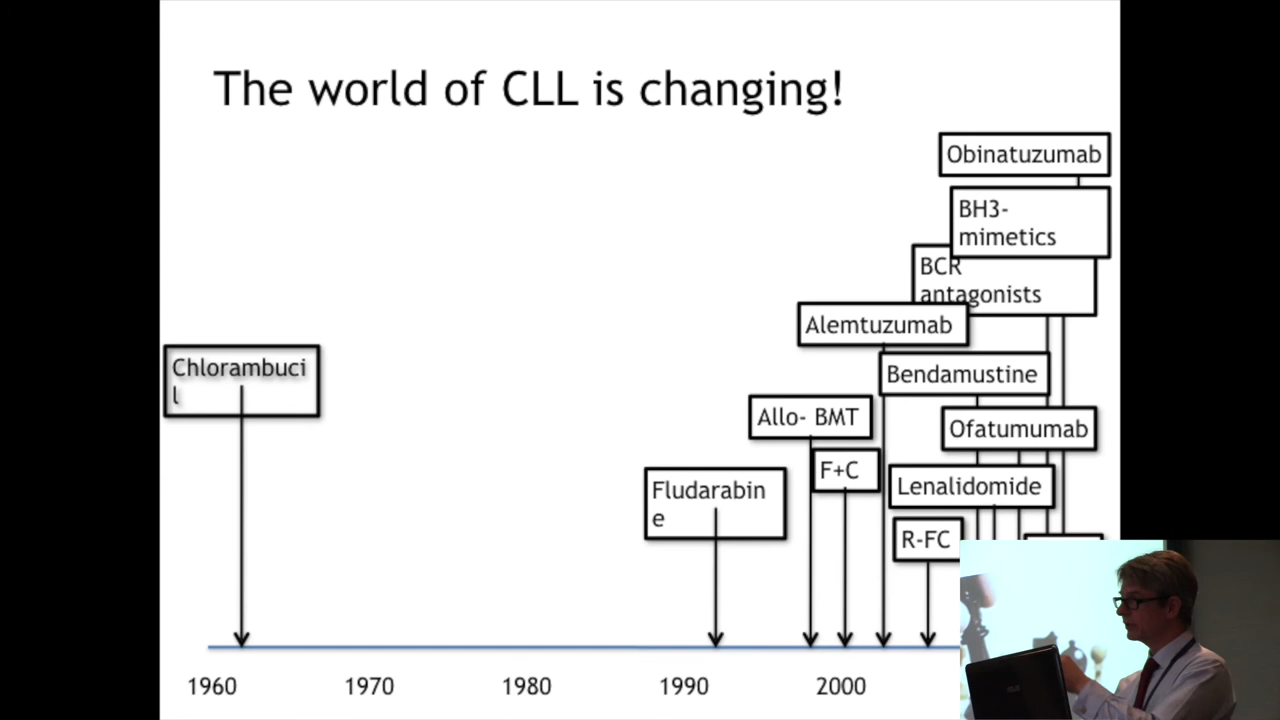 The world of CLL is changing!
Obinatuzumab
BH3-
mimetics
BCR
antagonists
Alemtuzumab
Chlorambuci
l
Bendamustine
Allo- BMT
Ofatumumab
F+C
Fludarabin
e
Lenalidomide
R-FC
1960
1970
1980
1990
2000
ASUS